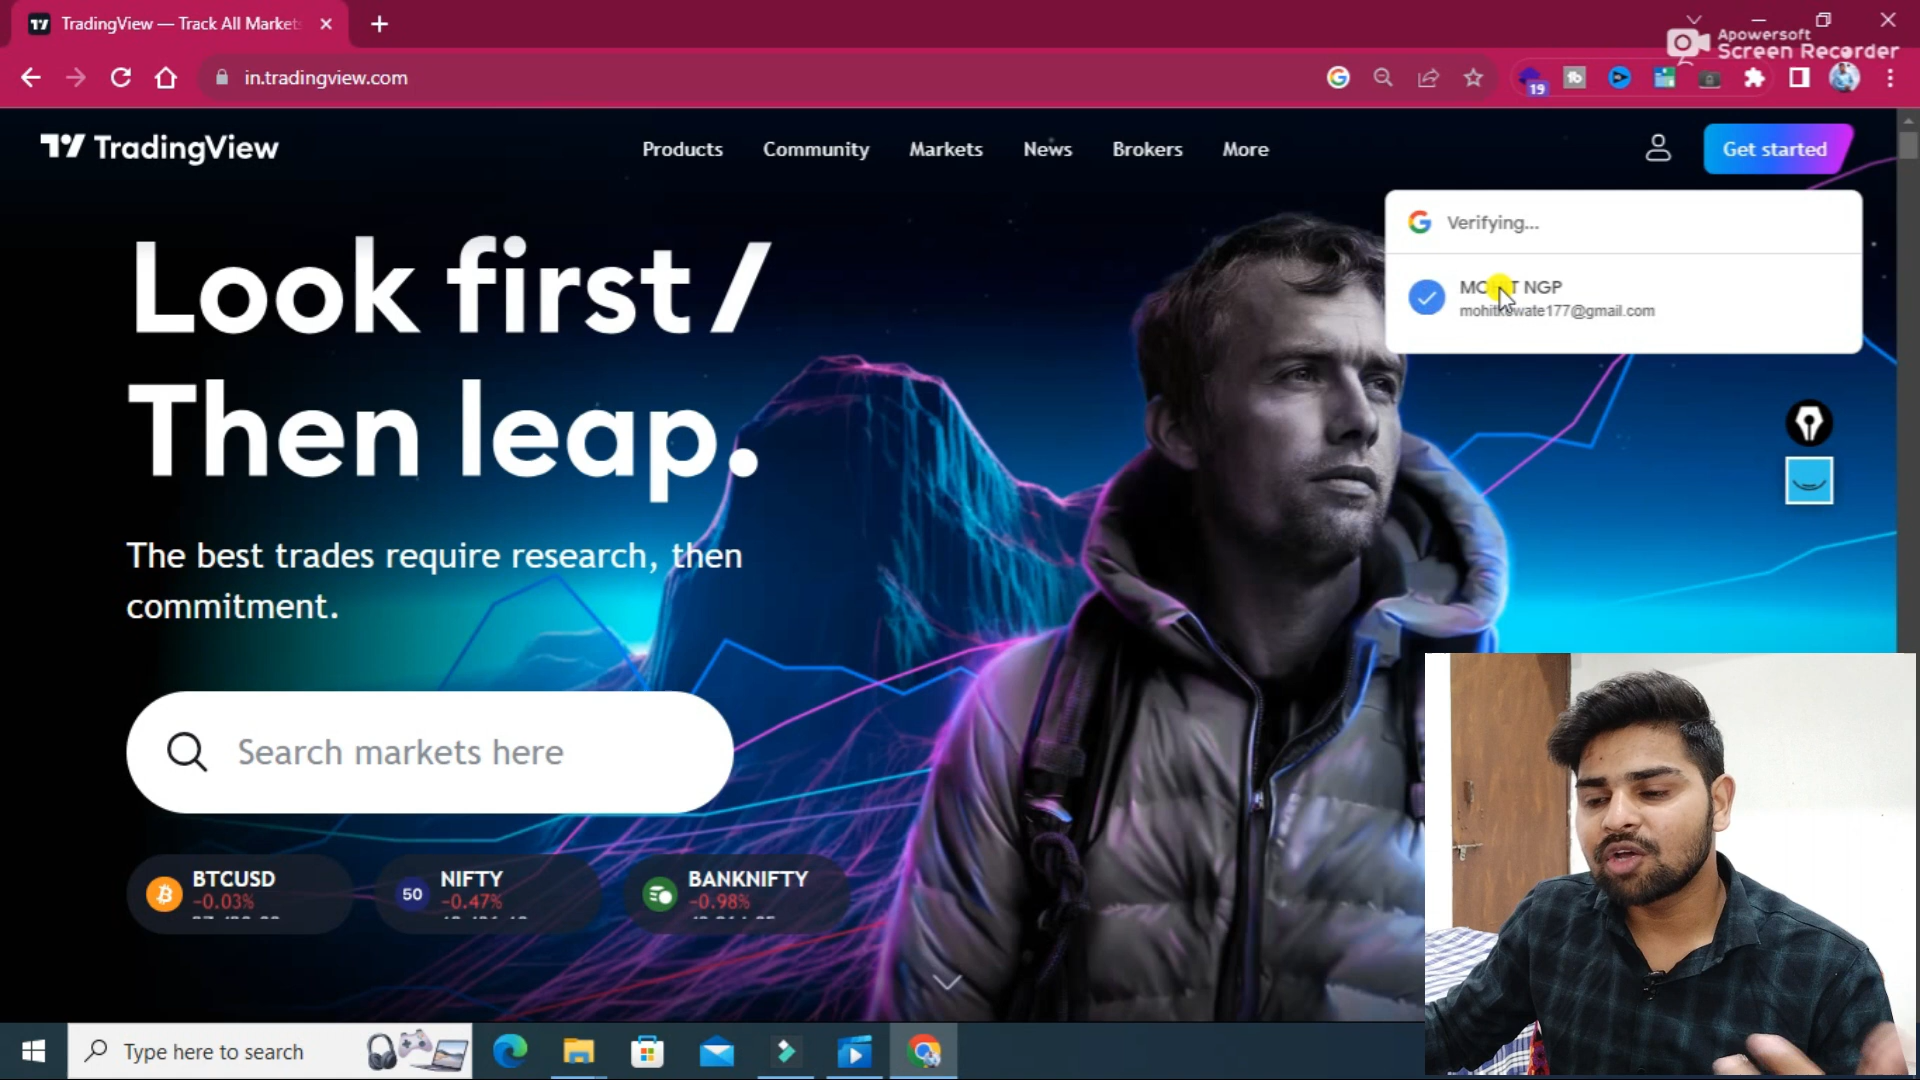 TradingView — Track All Market
Apowersoft
Screen Recorder
in.tradingview.com
19
TradingView
Products
Community
Markets
News
Brokers
More
Get started
Look first /
Then leap.
The best trades require research, then
commitment.
Verifying...
NGP
Search markets here
BTCUSD
-0.03%
50
NIFTY
-0.47%
BANKNIFTY
-0.98%
Type here to search